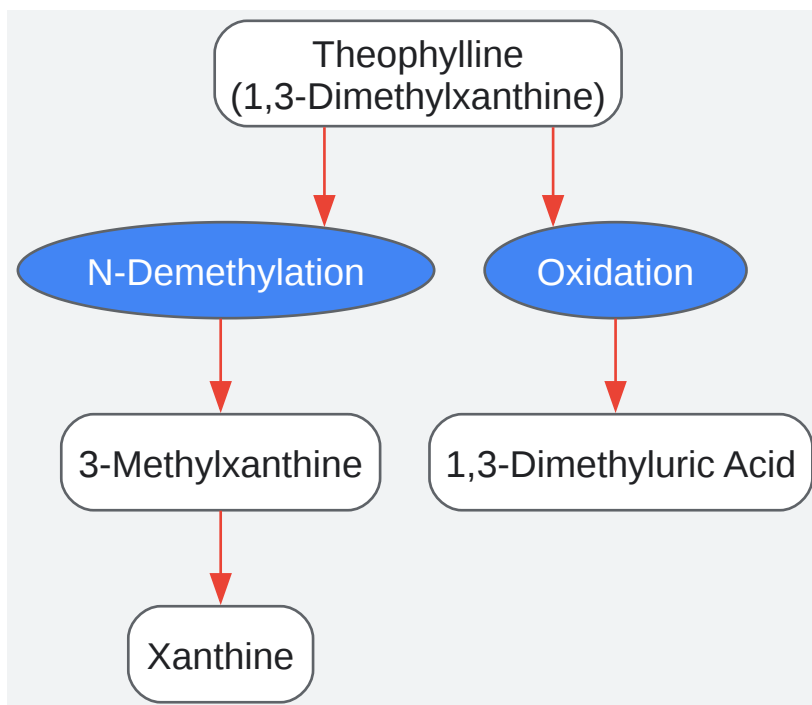 Theophylline
(1,3-Dimethylxanthine)
N-Demethylation
Oxidation
3-Methylxanthine
1,3-Dimethyluric Acid
Xanthine